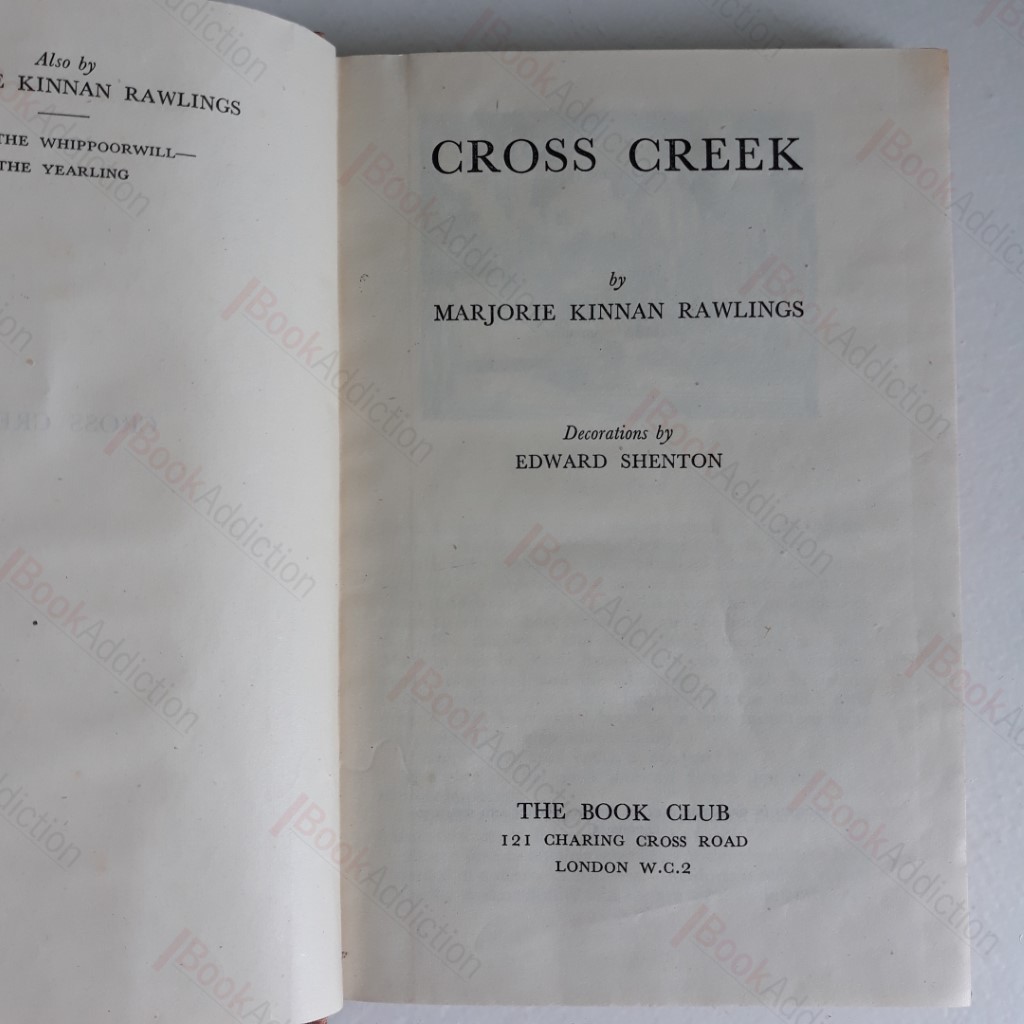 Also by
E KINNAN RAWLINGS
THE WHIPPOORWILL—
THE YEARLING
CROSS CREEK
by
MARJORIE KINNAN RAWLINGS
Decorations by
EDWARD SHENTON
THE BOOK CLUB
121 CHARING CROSS ROAD
LONDON W.C.2
BookAddiction